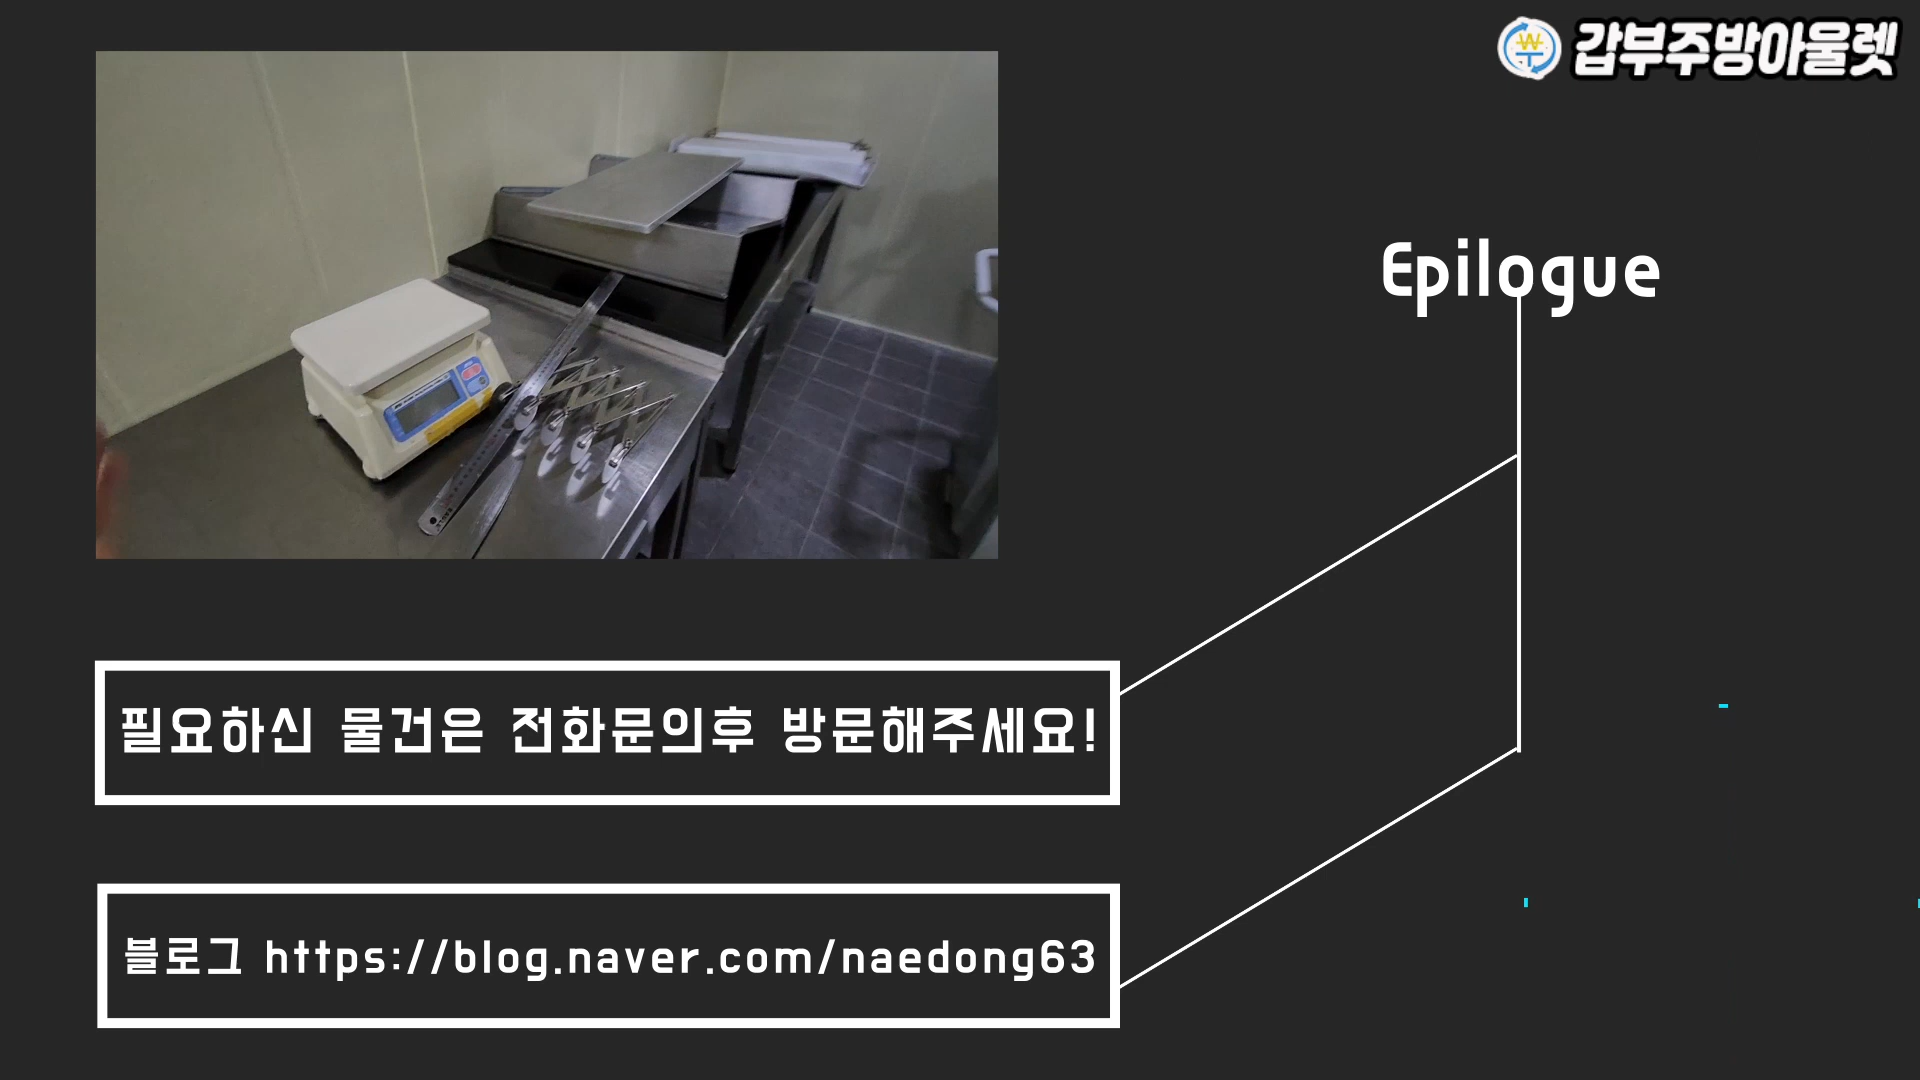 갑부주방아울렛
Epilogue
필요하신 물건은 전화문의후 방문해주세요!
블로그 https://blog.naver.com/naedong63